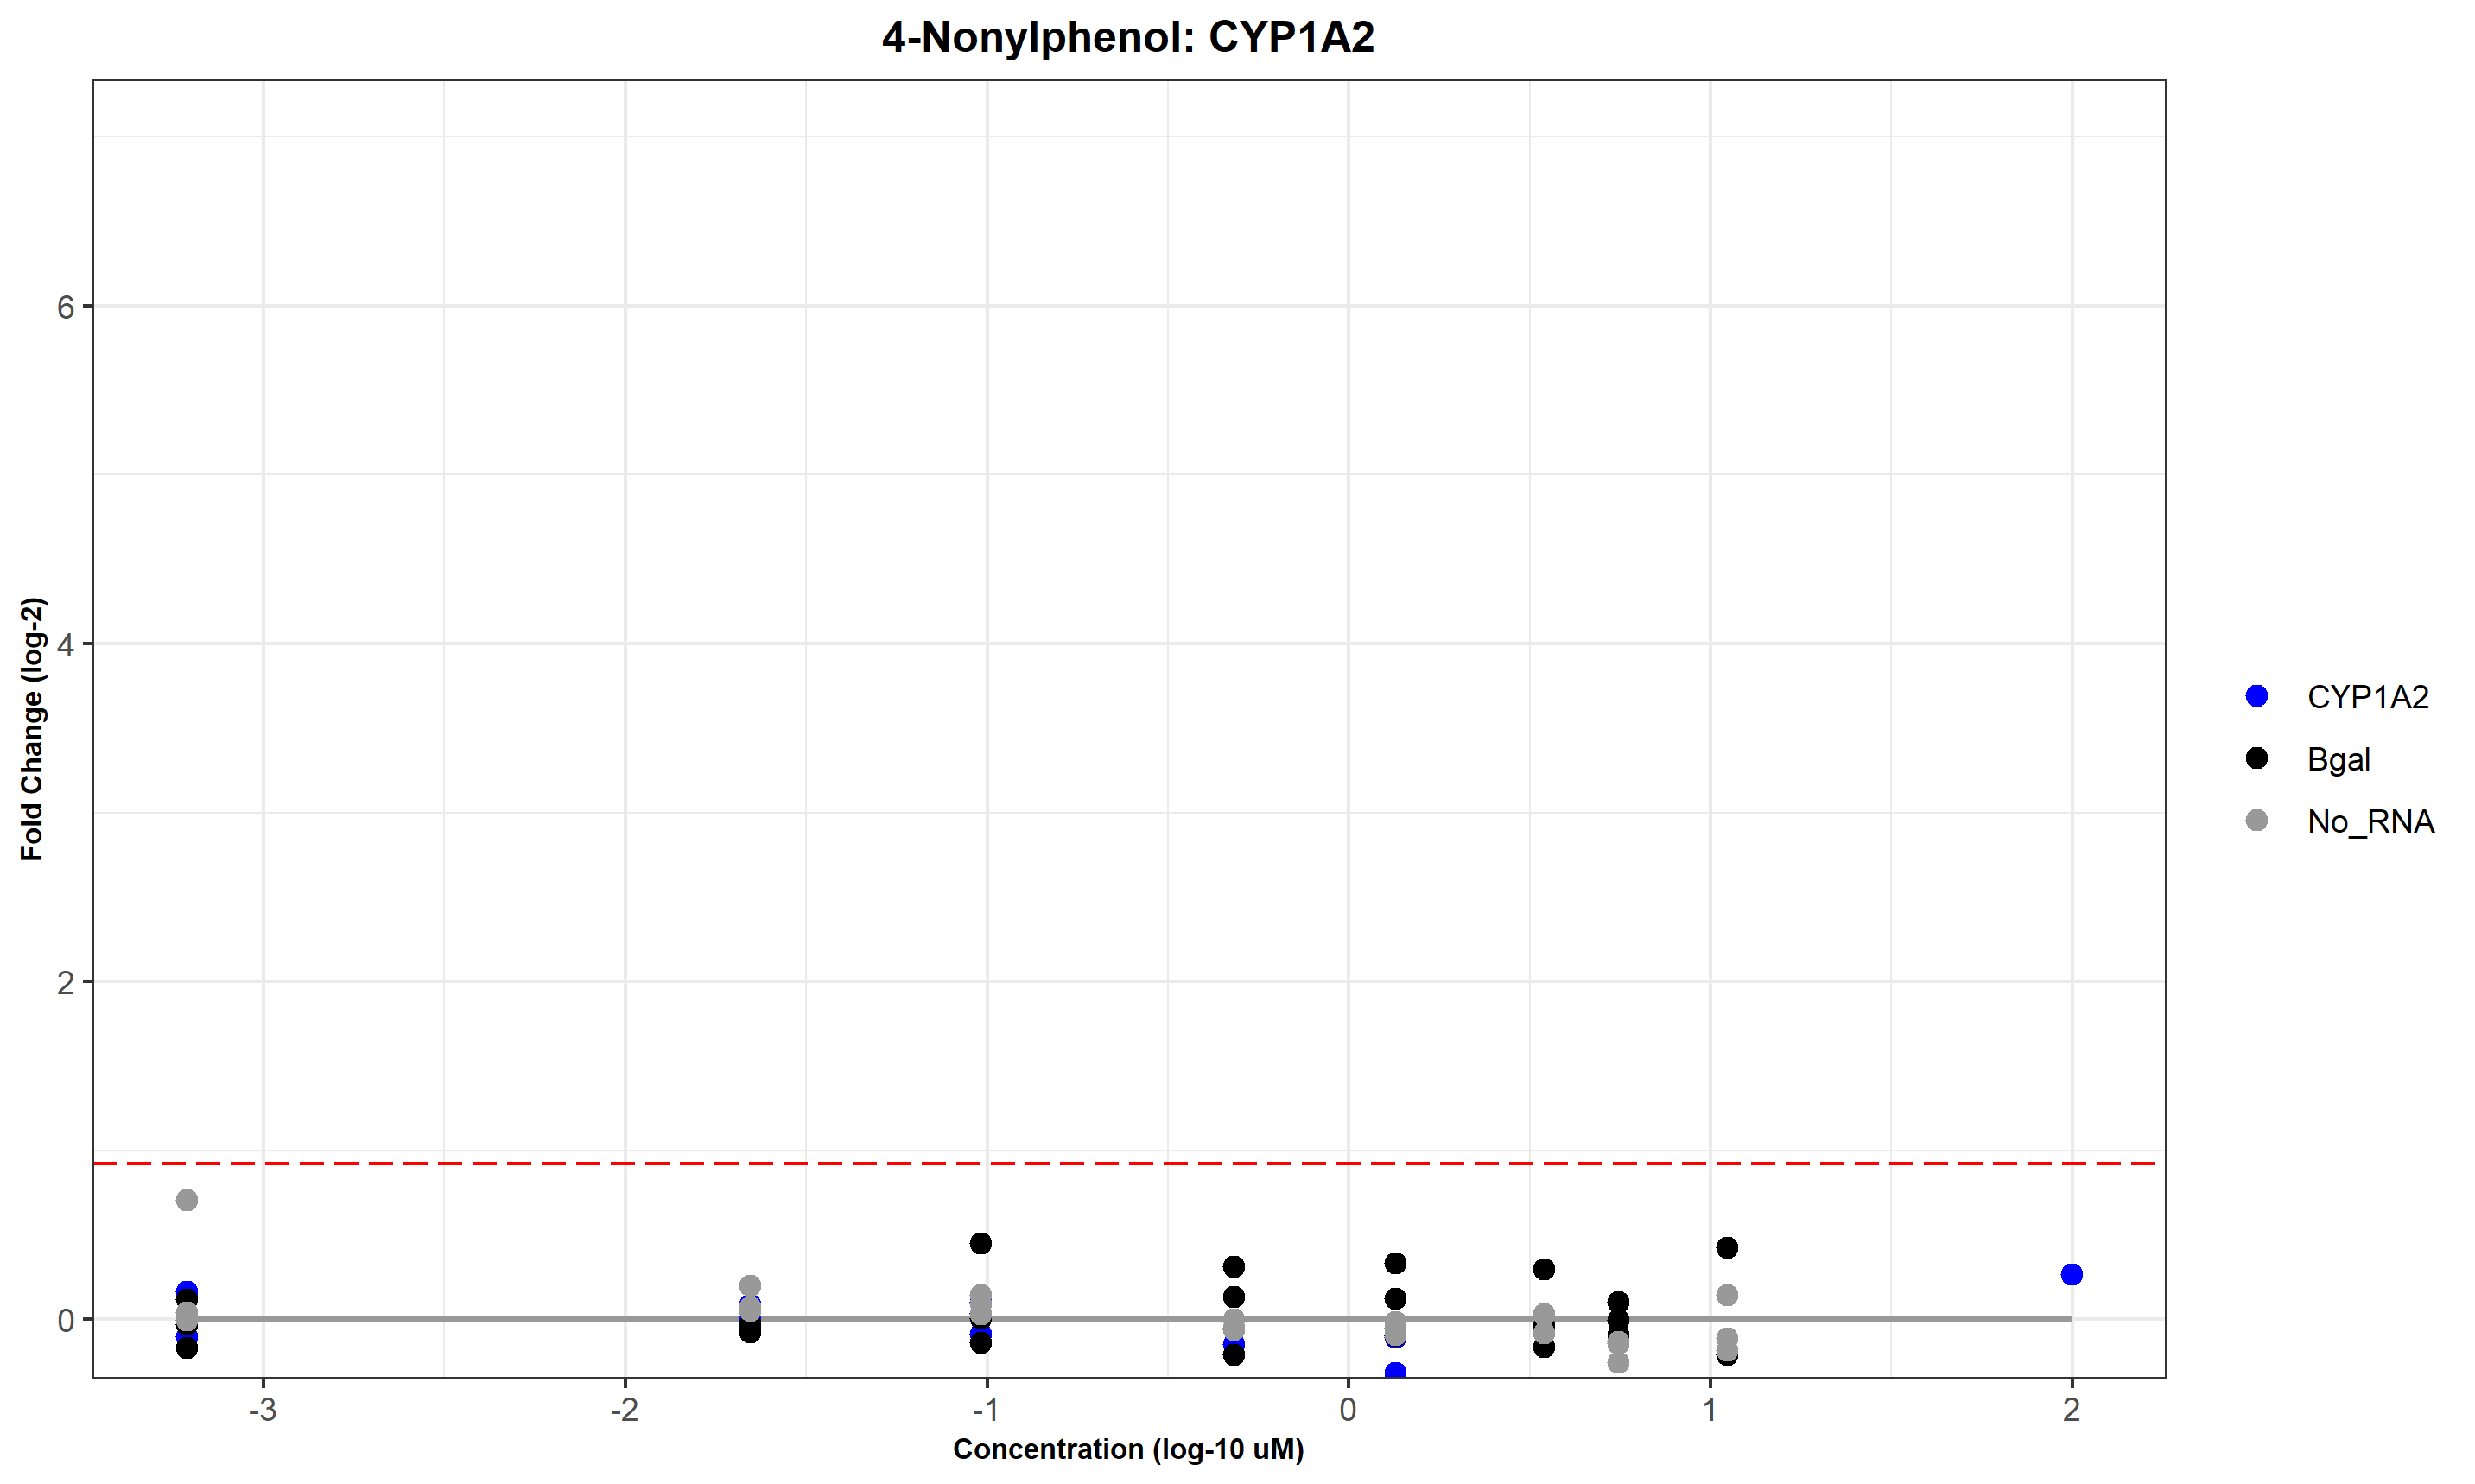 4-Nonylphenol: CYP1A2
Fold Change (log-2)
6
4
2
0
-3
-2
-1
0
1
2
Concentration (log-10 uM)
CYP1A2
Bgal
No_RNA